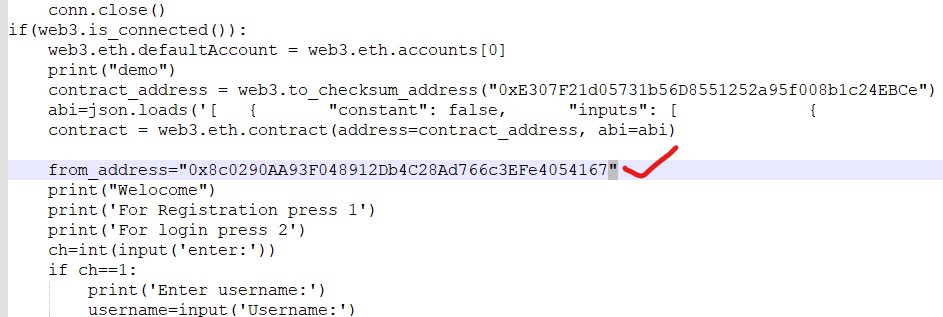 conn.close()
if(web3.is_connected()):
web3.eth.defaultAccount = web3.eth.accounts[0]
print("demo")
contract_address = web3.to_checksum_address("0xE307F21d05731b56D8551252a95f008b1c24EBCe")
abi=json.loads('[ { "constant": false, "inputs": [ {
contract = web3.eth.contract(address=contract_address, abi=abi)
from_address="0x8c0290AA93F048912Db4C28Ad766c3EFe4054167"
print("Welocome")
print('For Registration press 1')
print('For login press 2')
ch=int(input('enter:'))
if ch==1:
print('Enter username:')
username=input('Username:')